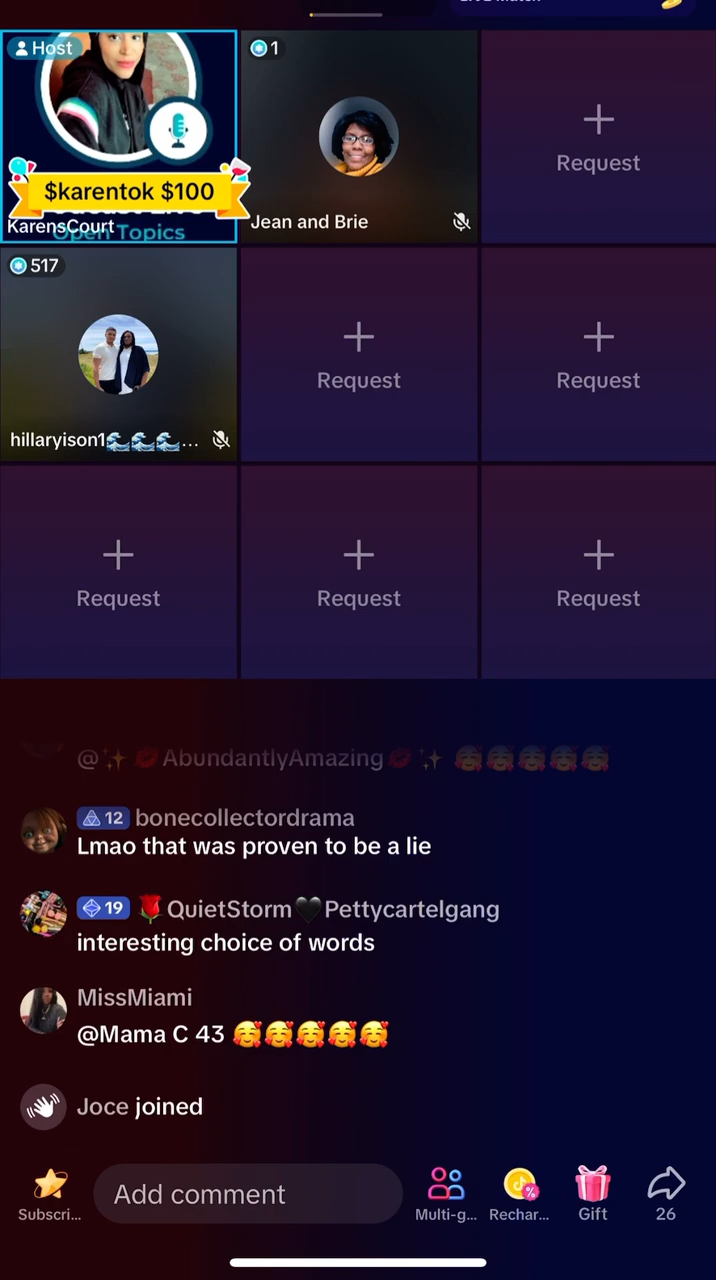 Host
$karentok $100
KarensCourt
Open Topics
1
Jean and Brie
Request
517
hillaryison1🌊🌊🌊...
Request
Request
Request
Request
Request
@✨💋AbundantlyAmazing💋✨ 🥰🥰🥰🥰🥰
12 bonecollectordrama
Lmao that was proven to be a lie
19 🌹QuietStorm🖤Pettycartelgang
interesting choice of words
MissMiami
@Mama C 43 🥰🥰🥰🥰🥰
Joce joined
Add comment
Subscri...
Multi-g...
Rechar...
Gift
26